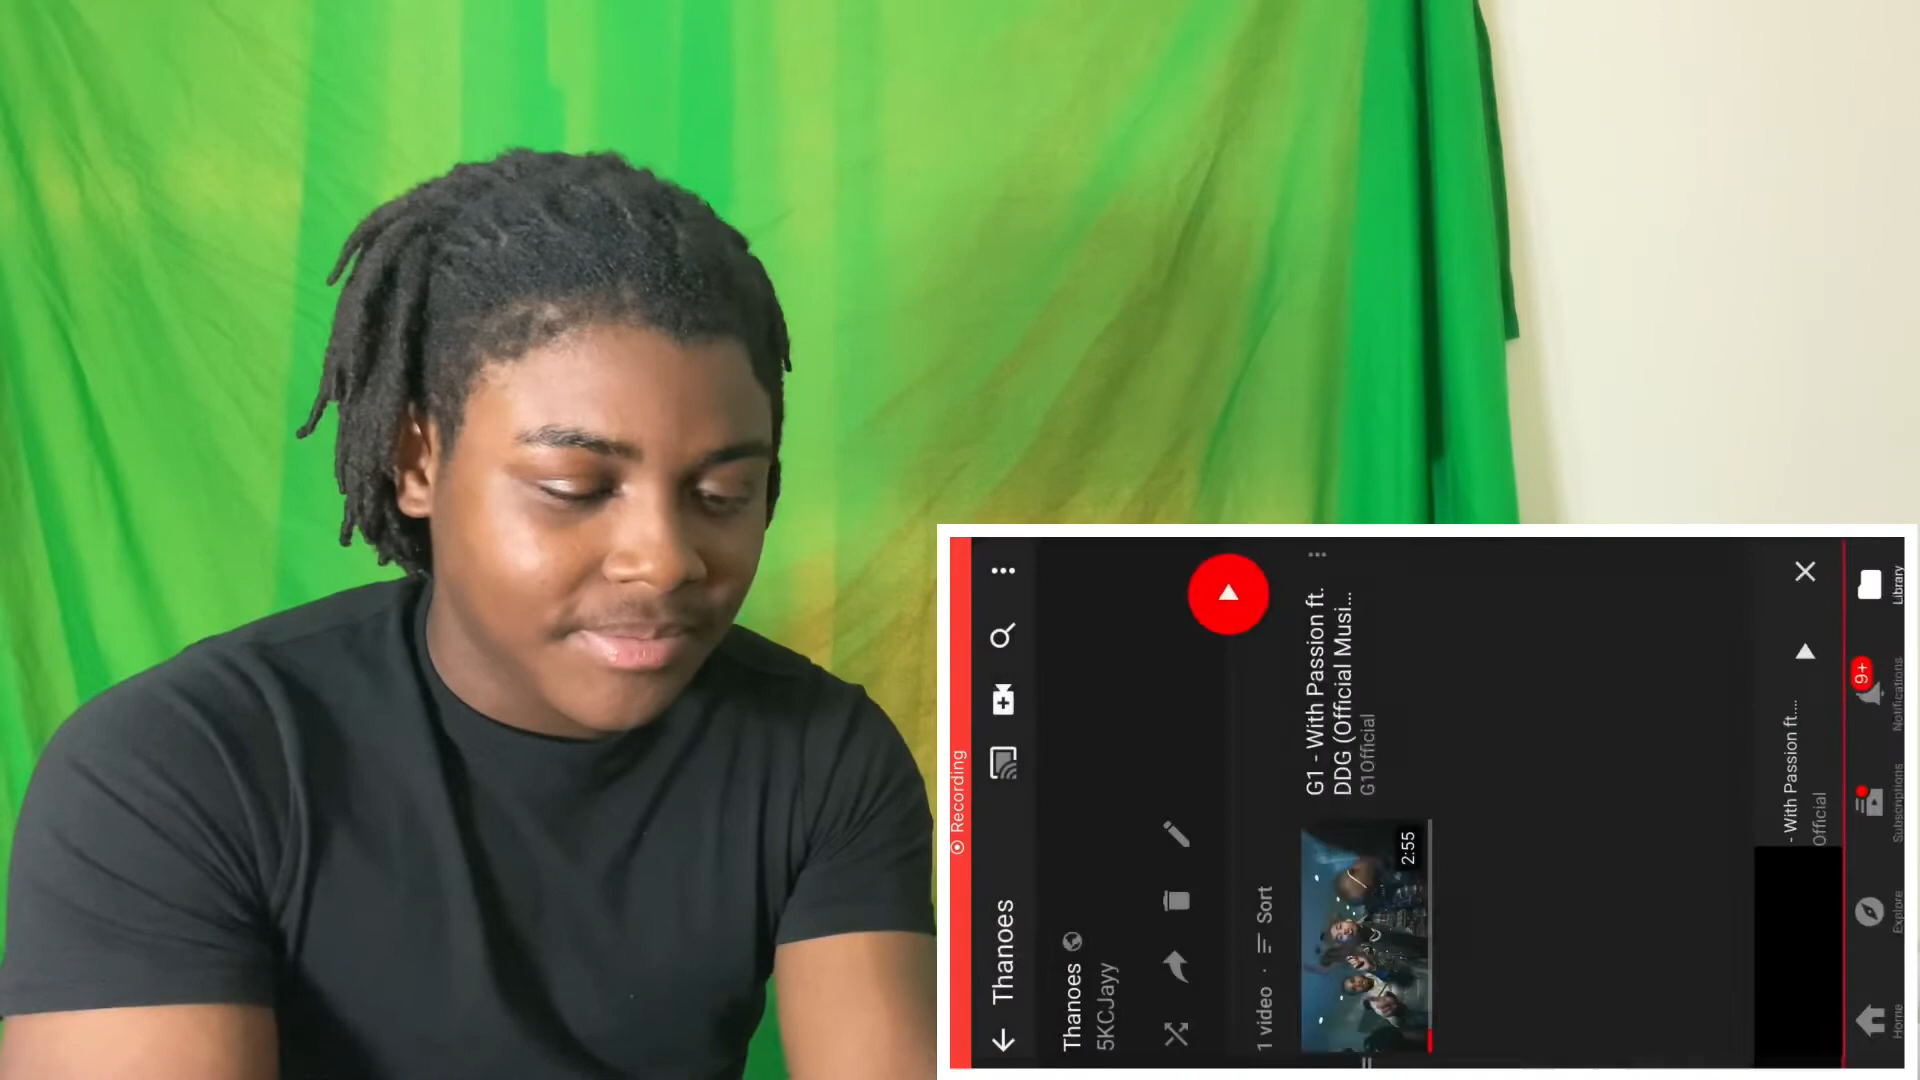 Recording
Thanoes
Thanoes
5KCJayy
1 video · Sort
2:55
G1 - With Passion ft.
DDG (Official Musi...
G1Official
- With Passion ft....
Official
Home
Explore
Subscriptions
9+
Notifications
Library